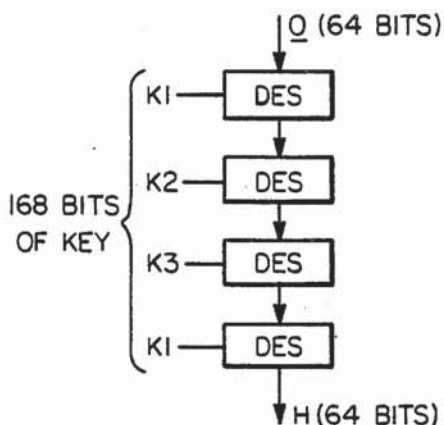 0 (64 BITS)
K1 DES
K2 DES
168 BITS
OF KEY
K3 DES
K1 DES
H (64 BITS)